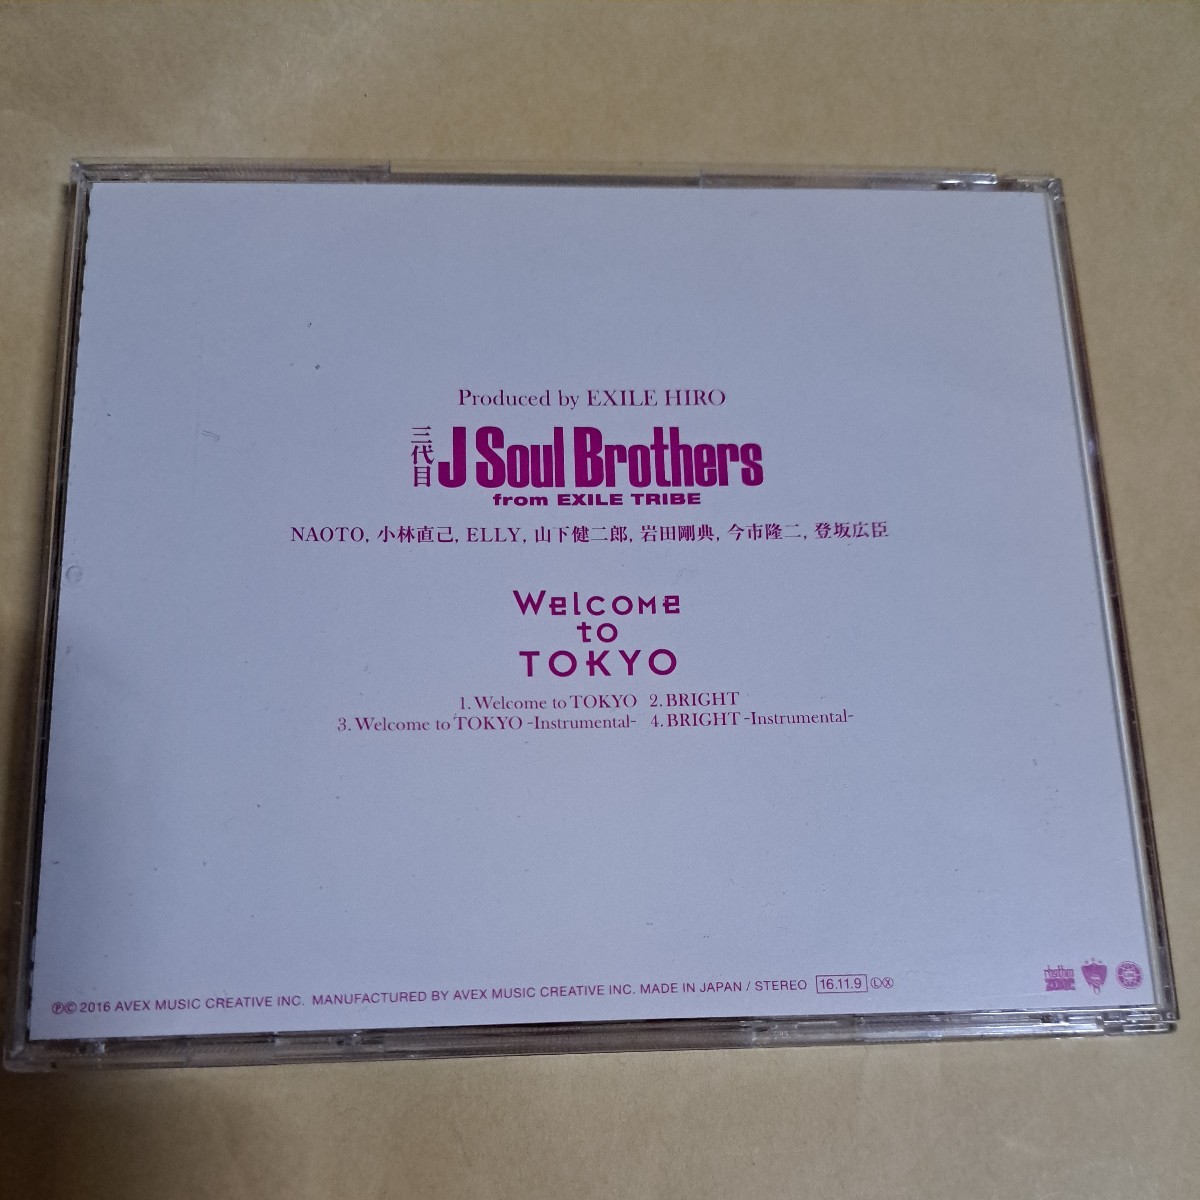 Produced by EXILE HIRO
三代目 J Soul Brothers
from EXILE TRIBE
NAOTO, 小林直己, ELLY, 山下健二郎, 岩田剛典, 今市隆二, 登坂広臣
Welcome
to
TOKYO
1. Welcome to TOKYO 2. BRIGHT
3. Welcome to TOKYO -Instrumental- 4. BRIGHT -Instrumental-
rhythm
ZONE
Ⓟ© 2016 AVEX MUSIC CREATIVE INC. MANUFACTURED BY AVEX MUSIC CREATIVE INC. MADE IN JAPAN / STEREO 16.11.9 ⓁⓍ